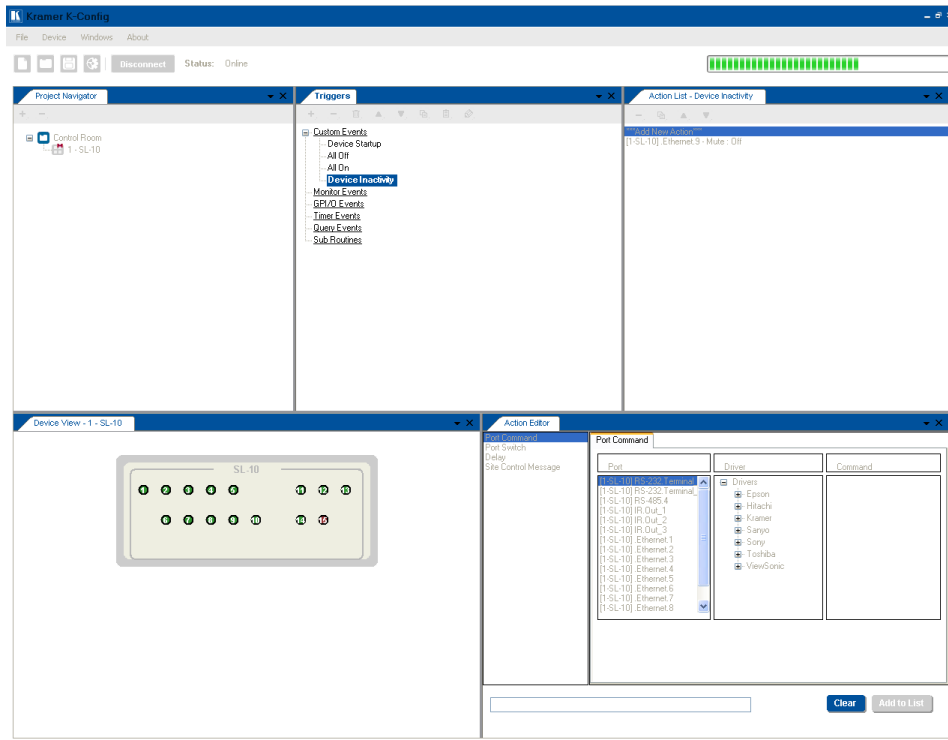 Kramer K-Config
File Device Windows About
Disconnect Status: Online
Project Navigator
Control Room
1 - SL-10
Triggers
Custom Events
Device Startup
All Off
All On
Device Inactivity
Monitor Events
GPI/O Events
Timer Events
Query Events
Sub Routines
Action List - Device Inactivity
***Add New Action***
[1-SL-10] .Ethernet.9 - Mute : Off
Device View - 1 - SL-10
SL-10
1 2 3 4 5 11 12 13
6 7 8 9 10 14 15
Action Editor
Port Command
Port Switch
Delay
Site Control Message
Port Command
Port
[1-SL-10] RS-232.Terminal
[1-SL-10] RS-232.Terminal_
[1-SL-10] RS-485.4
[1-SL-10] IR.Out_1
[1-SL-10] IR.Out_2
[1-SL-10] IR.Out_3
[1-SL-10] .Ethernet.1
[1-SL-10] .Ethernet.2
[1-SL-10] .Ethernet.3
[1-SL-10] .Ethernet.4
[1-SL-10] .Ethernet.5
[1-SL-10] .Ethernet.6
[1-SL-10] .Ethernet.7
[1-SL-10] .Ethernet.8
Driver
Drivers
Epson
Hitachi
Kramer
Sanyo
Sony
Toshiba
ViewSonic
Command
Clear Add to List